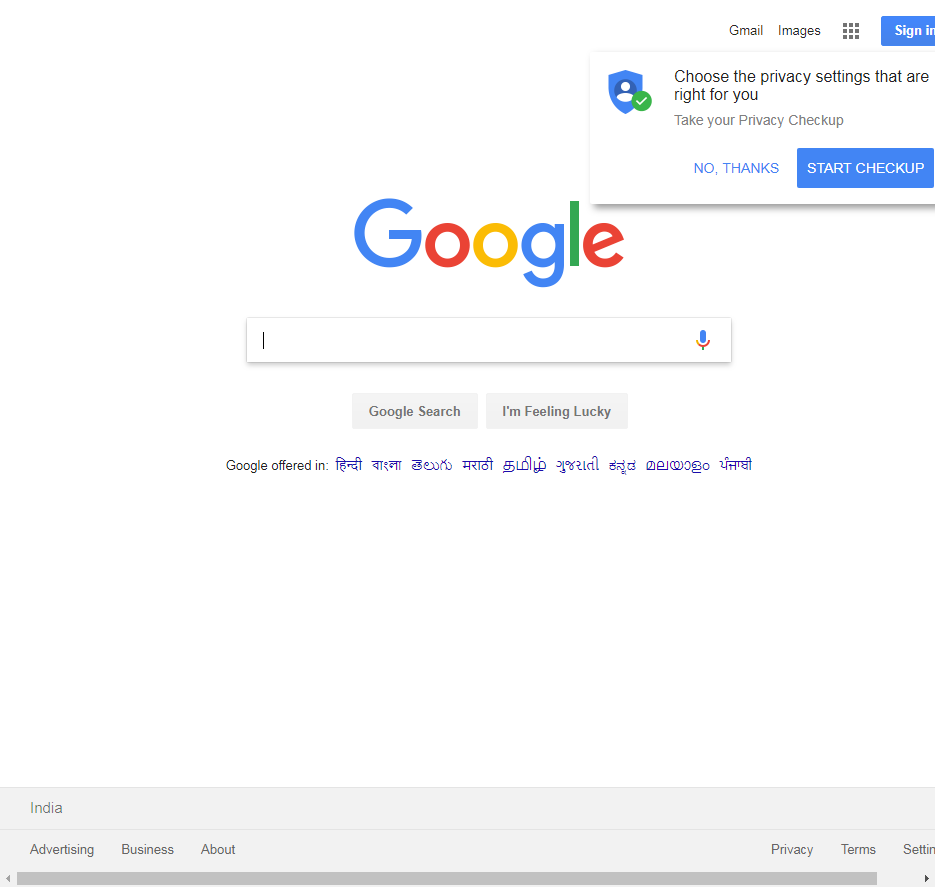 Gmail Images Sign in
Choose the privacy settings that are
right for you
Take your Privacy Checkup
NO, THANKS START CHECKUP
Google
Google Search I'm Feeling Lucky
Google offered in: हिन्दी বাংলা తెలుగు मराठी தமிழ் ગુજરાતી ಕನ್ನಡ മലയാളം ਪੰਜਾਬੀ
India
Advertising Business About Privacy Terms Settin